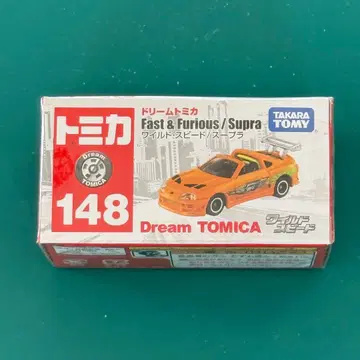 トミカ
Dream
TOMICA
148
ドリームトミカ
Fast & Furious / Supra
ワイルド・スピード/スープラ
TAKARA
TOMY
Dream TOMICA
ワイルド
スピード